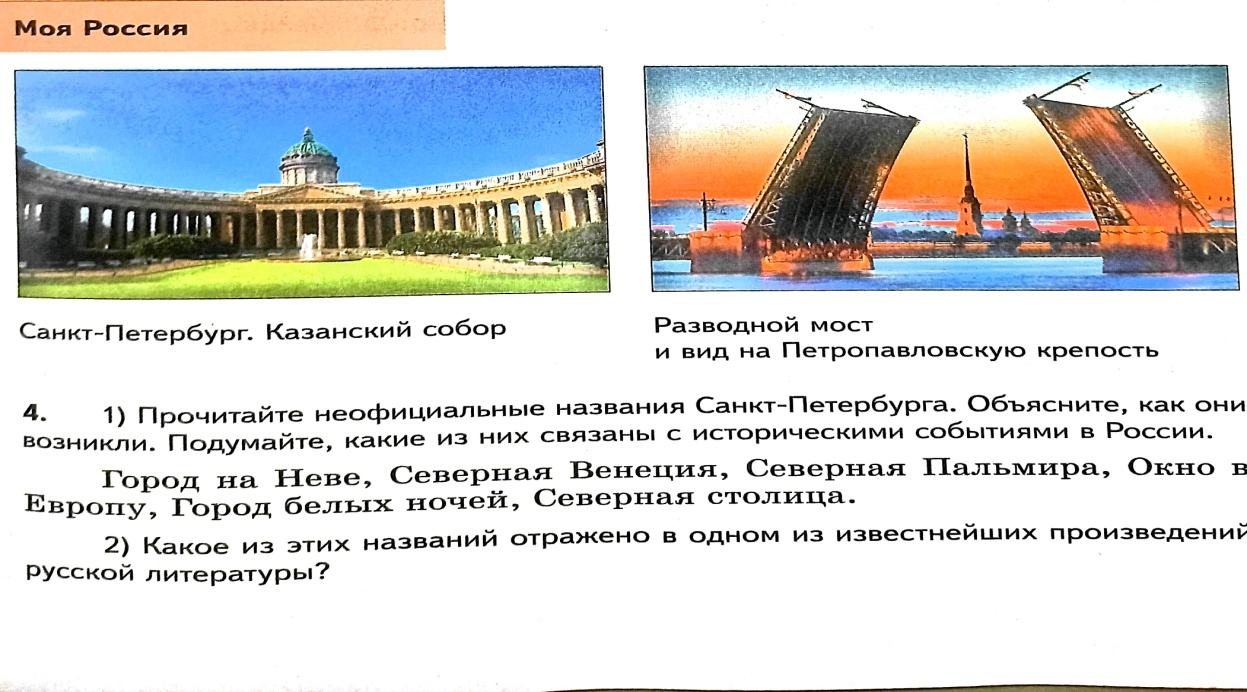 Моя Россия
Санкт-Петербург. Казанский собор
Разводной мост
и вид на Петропавловскую крепость
4. 1) Прочитайте неофициальные названия Санкт-Петербурга. Объясните, как они
возникли. Подумайте, какие из них связаны с историческими событиями в России.
Город на Неве, Северная Венеция, Северная Пальмира, Окно в
Европу, Город белых ночей, Северная столица.
2) Какое из этих названий отражено в одном из известнейших произведений
русской литературы?